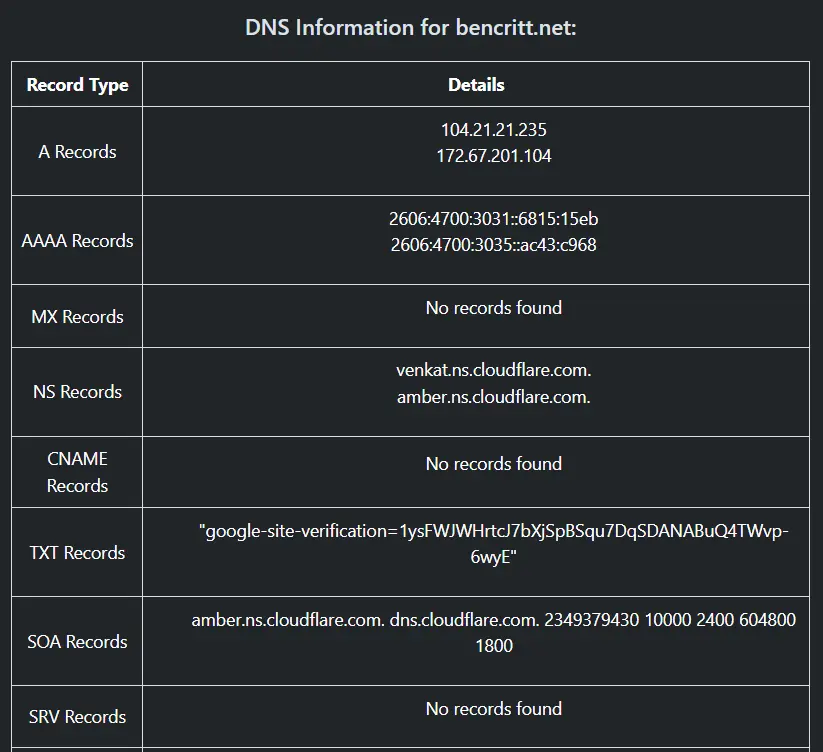 DNS Information for bencritt.net:
Record Type Details
A Records
104.21.21.235
172.67.201.104
AAAA Records
2606:4700:3031::6815:15eb
2606:4700:3035::ac43:c968
MX Records
No records found
NS Records
venkat.ns.cloudflare.com.
amber.ns.cloudflare.com.
CNAME
Records
No records found
TXT Records
"google-site-verification=1ysFWJWHrtcJ7bXjSpBSqu7DqSDANABuQ4TWvp-
6wyE"
SOA Records
amber.ns.cloudflare.com. dns.cloudflare.com. 2349379430 10000 2400 604800
1800
SRV Records
No records found